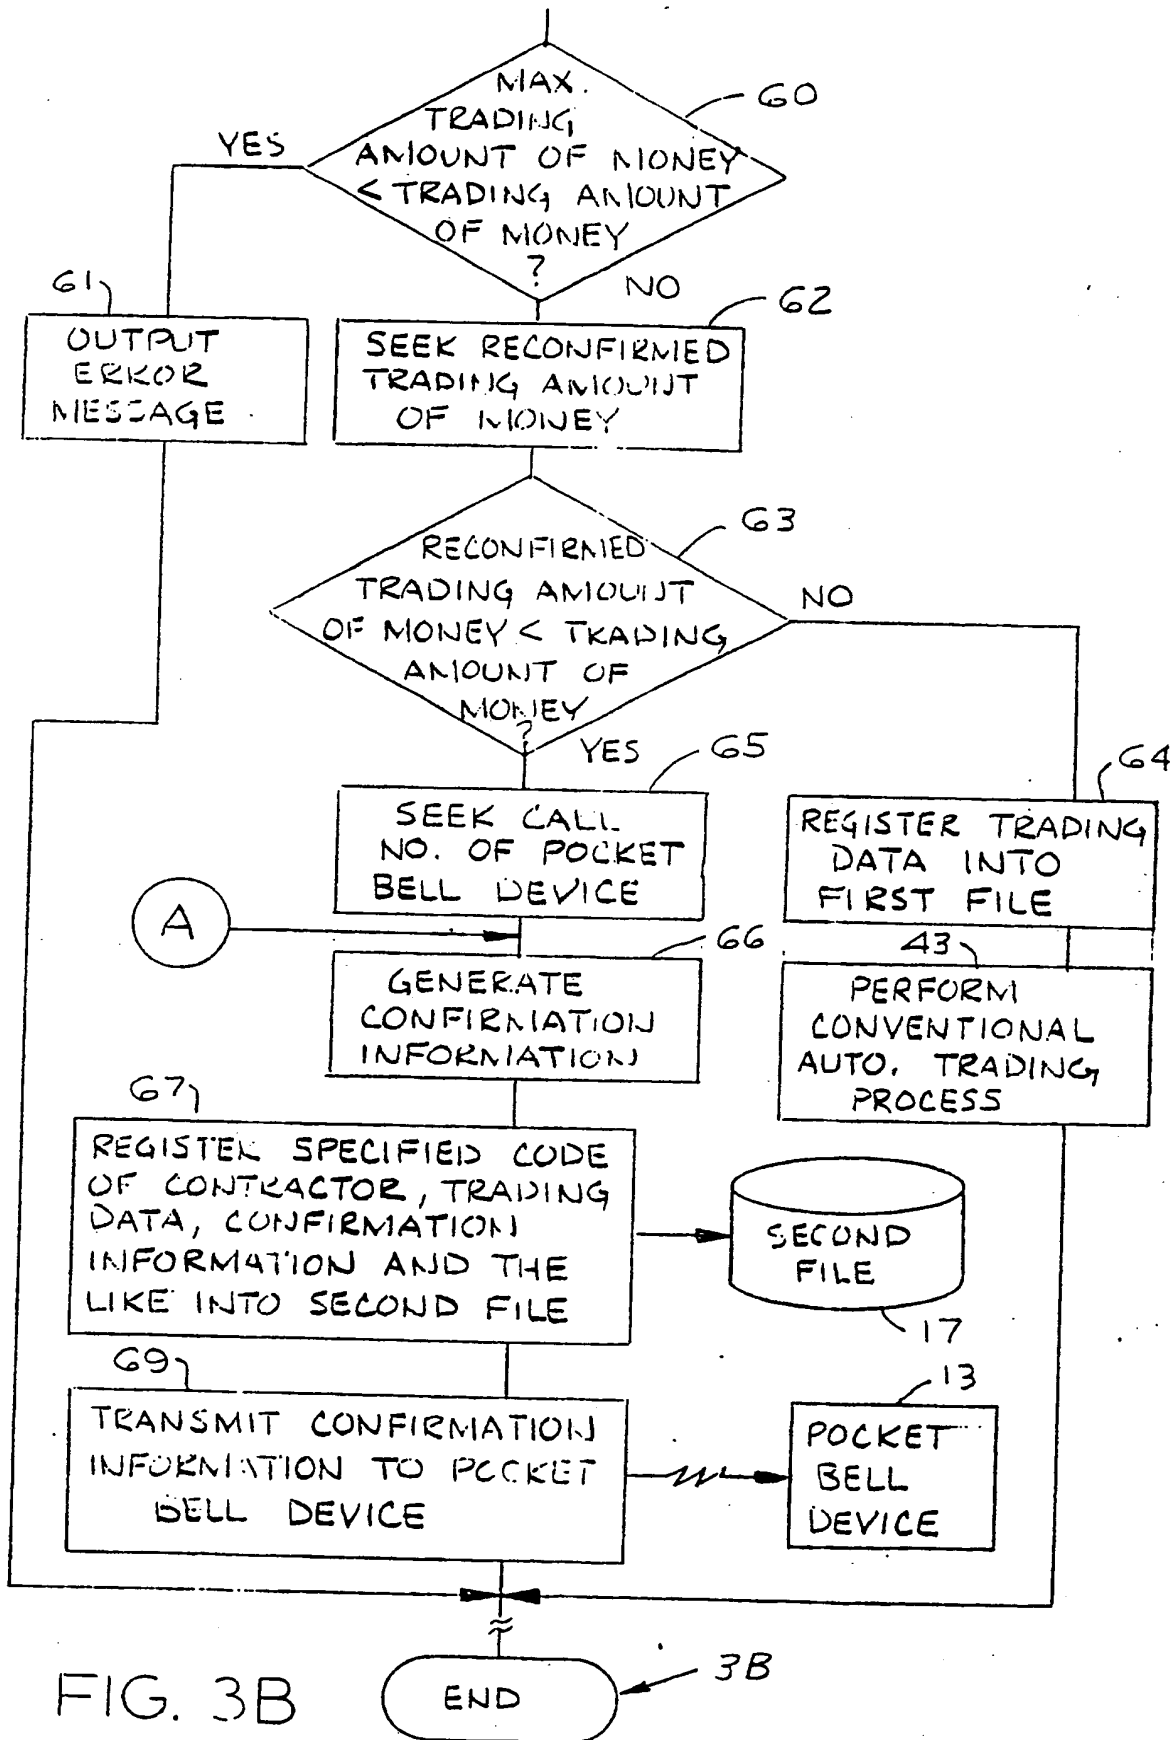 MAX.
TRADING
AMOUNT OF MONEY
< TRADING AMOUNT
OF MONEY
?
60
YES
NO
61
OUTPUT
ERROR
MESSAGE
62
SEEK RECONFIRMED
TRADING AMOUNT
OF MONEY
63
RECONFIRMED
TRADING AMOUNT
OF MONEY < TRADING
AMOUNT OF
MONEY
?
NO
YES
65
SEEK CALL
NO. OF POCKET
BELL DEVICE
64
REGISTER TRADING
DATA INTO
FIRST FILE
A
66
GENERATE
CONFIRMATION
INFORMATION
43
PERFORM
CONVENTIONAL
AUTO. TRADING
PROCESS
67
REGISTER SPECIFIED CODE
OF CONTRACTOR, TRADING
DATA, CONFIRMATION
INFORMATION AND THE
LIKE INTO SECOND FILE
SECOND
FILE
17
69
TRANSMIT CONFIRMATION
INFORMATION TO POCKET
BELL DEVICE
13
POCKET
BELL
DEVICE
END
3B
FIG. 3B